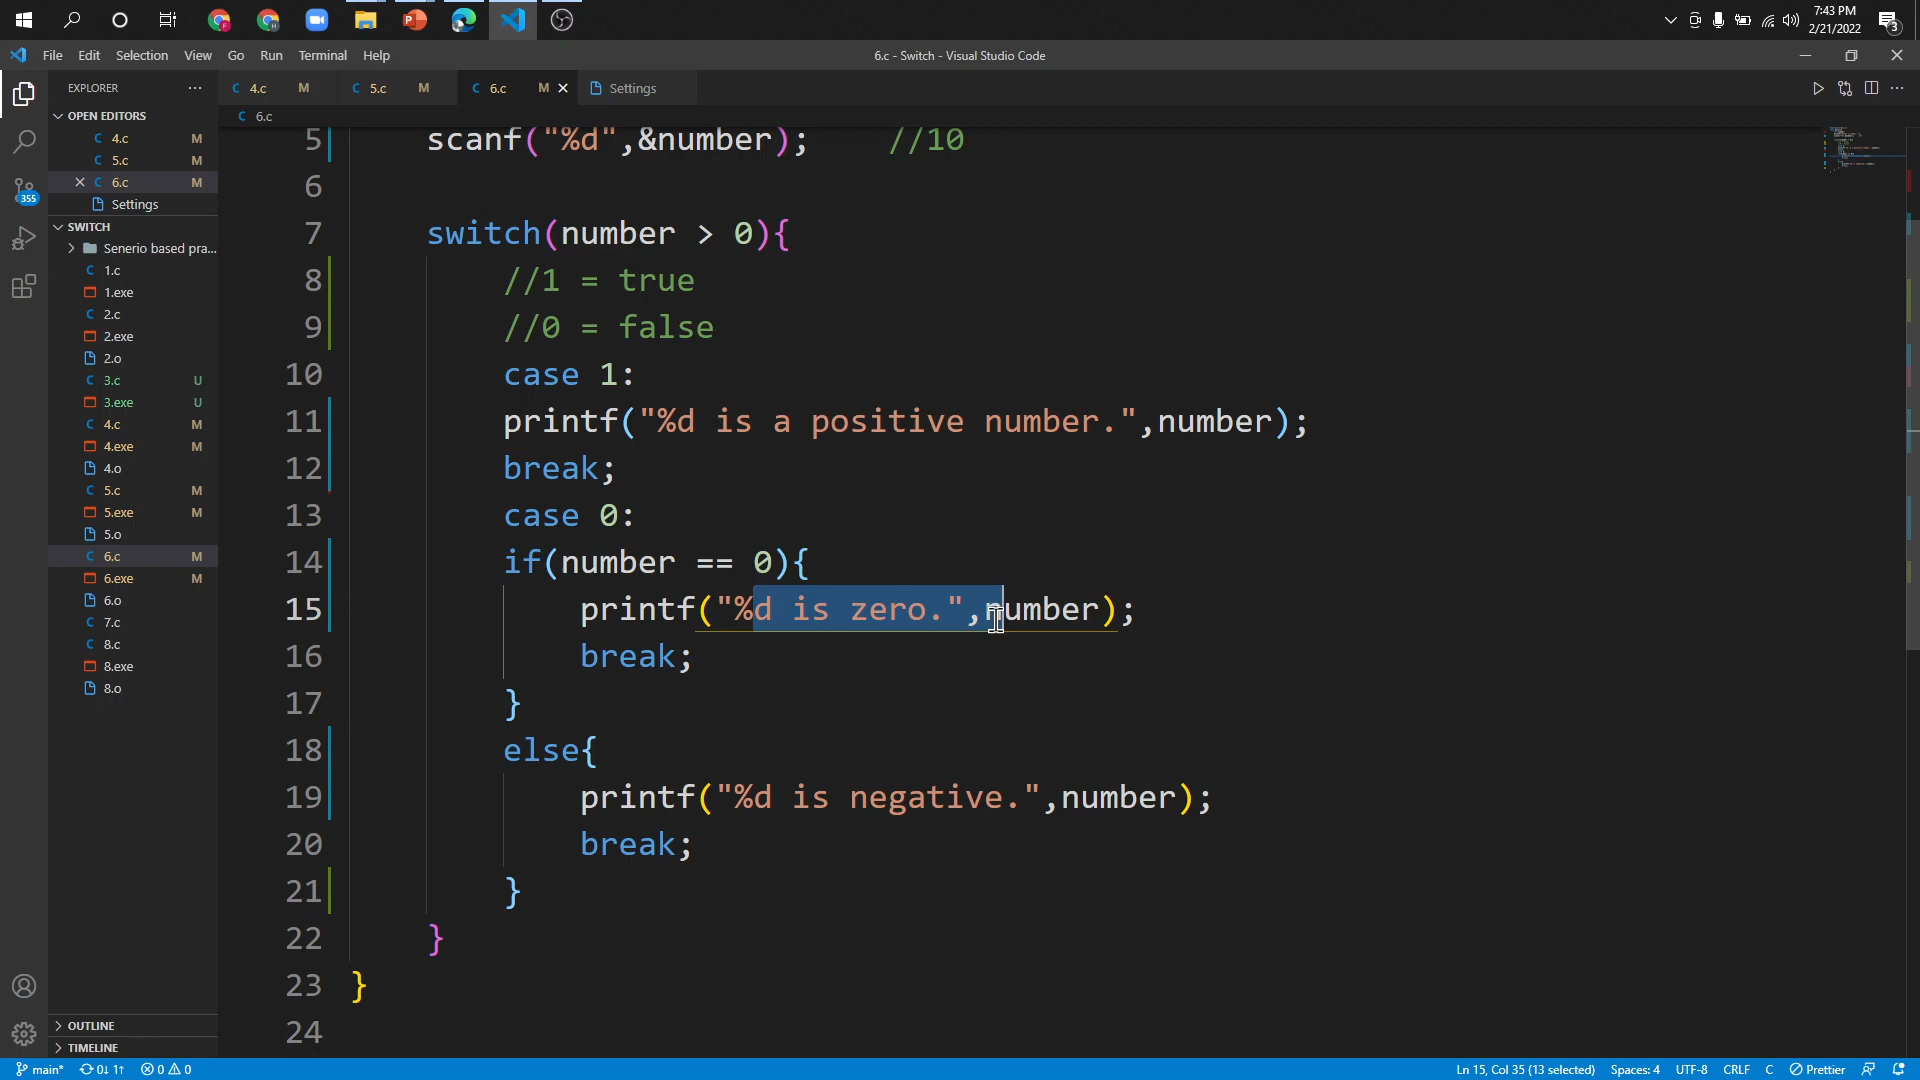 7:43 PM
2/21/2022
3
File Edit Selection View Go Run Terminal Help
6.c - Switch - Visual Studio Code
EXPLORER
4.c M
5.c M
6.c M
Settings
OPEN EDITORS
6.c
4.c M
5.c M
6.c M
Settings
355
SWITCH
Senerio based pra...
1.c
1.exe
2.c
2.exe
2.o
3.c U
3.exe U
4.c M
4.exe M
4.o
5.c M
5.exe M
5.o
6.c M
6.exe M
6.o
7.c
8.c
8.exe
8.o
OUTLINE
TIMELINE
5 scanf("%d",&number); //10
6
7 switch(number > 0){
8 //1 = true
9 //0 = false
10 case 1:
11 printf("%d is a positive number.",number);
12 break;
13 case 0:
14 if(number == 0){
15 printf("%d is zero.",number);
16 break;
17 }
18 else{
19 printf("%d is negative.",number);
20 break;
21 }
22 }
23 }
24
main* 0↓ 1↑ 0 0
Ln 15, Col 35 (13 selected) Spaces: 4 UTF-8 CRLF C Prettier